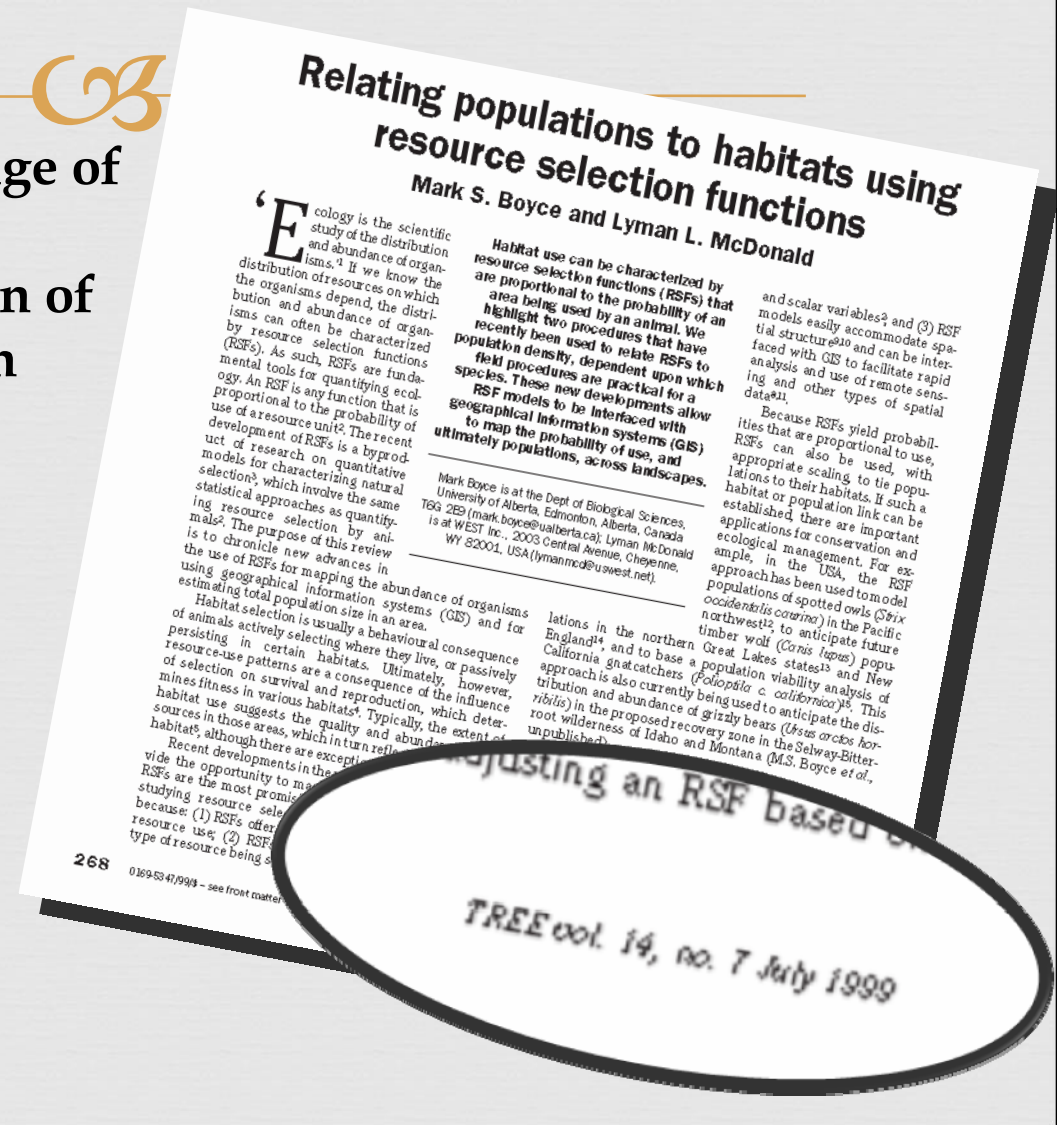 ge of
n of
n
Relating populations to habitats using
resource selection functions
Mark S. Boyce and Lyman L. McDonald
‘Ecology is the scientific
study of the distribution
and abundance of organ-
isms.’1 If we know the
distribution of resources on which
the organisms depend, the distri-
bution and abundance of organ-
isms can often be characterized
by resource selection functions
(RSFs). As such, RSFs are funda-
mental tools for quantifying ecol-
ogy. An RSF is any function that is
proportional to the probability of
use of a resource unit2. The recent
development of RSFs is a byprod-
uct of research on quantitative
models for characterizing natural
selection3, which involve the same
statistical approaches as quantify-
ing resource selection by ani-
mals2. The purpose of this review
is to chronicle new advances in
the use of RSFs for mapping the abundance of organisms
using geographical information systems (GIS) and for
estimating total population size in an area.
Habitat selection is usually a behavioural consequence
of animals actively selecting where they live, or passively
persisting in certain habitats. Ultimately, however,
resource-use patterns are a consequence of the influence
of selection on survival and reproduction, which deter-
mines fitness in various habitats4. Typically, the extent of
habitat use suggests the quality and
sources in those areas, which in turn
habitat5, although there are
Recent developments in the
vide the opportunity to
RSFs are the most
studying resource
because: (1) RSFs offer
resource use; (2) RSFs
type of resource being
268
0169-5347/99/$ – see front matter
Habitat use can be characterized by
resource selection functions (RSFs) that
are proportional to the probability of an
area being used by an animal. We
highlight two procedures that have
recently been used to relate RSFs to
population density, dependent upon which
field procedures are practical for a
species. These new developments allow
RSF models to be interfaced with
geographical information systems (GIS)
to map the probability of use, and
ultimately populations, across landscapes.
Mark Boyce is at the Dept of Biological Sciences,
University of Alberta, Edmonton, Alberta, Canada
T6G 2E9 (mark.boyce@ualberta.ca); Lyman McDonald
is at WEST Inc., 2003 Central Avenue, Cheyenne,
WY 82001, USA (lymanmcd@uswest.net).
and scalar variables2; and (3) RSF
models easily accommodate spa-
tial structure9,10 and can be inter-
faced with GIS to facilitate rapid
analysis and use of remote sens-
ing and other types of spatial
data8,11.
Because RSFs yield probabil-
ities that are proportional to use,
RSFs can also be used, with
appropriate scaling, to tie popu-
lations to their habitats. If such a
habitat or population link can be
established, there are important
applications for conservation and
ecological management. For ex-
ample, in the USA, the RSF
approach has been used to model
populations of spotted owls (Strix
occidentalis caurina) in the Pacific
northwest12, to anticipate future
timber wolf (Canis lupus) popu-
lations in the northern Great Lakes states13 and New
England14, and to base a population viability analysis of
California gnatcatchers (Polioptila c. californica)15. This
approach is also currently being used to anticipate the dis-
tribution and abundance of grizzly bears (Ursus arctos hor-
ribilis) in the proposed recovery zone in the Selway-Bitter-
root wilderness of Idaho and Montana (M.S. Boyce et al.,
unpublished)
adjusting an RSF based
TREE vol. 14, no. 7 July 1999